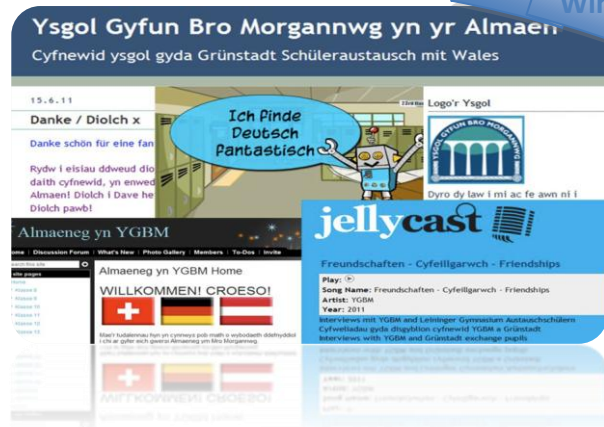 Ysgol Gyfun Bro Morgannwg yn yr Almaen
Cyfnewid ysgol gyda Grünstadt Schüleraustausch mit Wales
15.6.11
Danke / Diolch x
Danke schön für eine fan
Rydw i eisiau ddweud dio
daith cyfnewid, yn enwed
Almaen! Diolch i Dave he
Diolch pawb!
Ich finde
Deutsch
fantastisch
Logo'r Ysgol
YSGOL GYFUN BRO MORGANNWG
Dyro dy law i mi ac fe awn ni i
Almaeneg yn YGBM
Discussion Forum | What's New | Photo Gallery | Members | To-Dos | Invite
Almaeneg yn YGBM Home
WILLKOMMEN! CROESO!
jellycast
Freundschaften - Cyfeillgarwch - Friendships
Play:
Song Name: Freundschaften - Cyfeillgarwch - Friendships
Artist: YGBM
Year: 2011
Interviews mit YGBM and Leininger Gymnasium Austauschschülern
Cyfweliadau gyda disgyblion cyfnewid YGBM a Grünstadt
Interviews with YGBM and Grünstadt exchange pupils